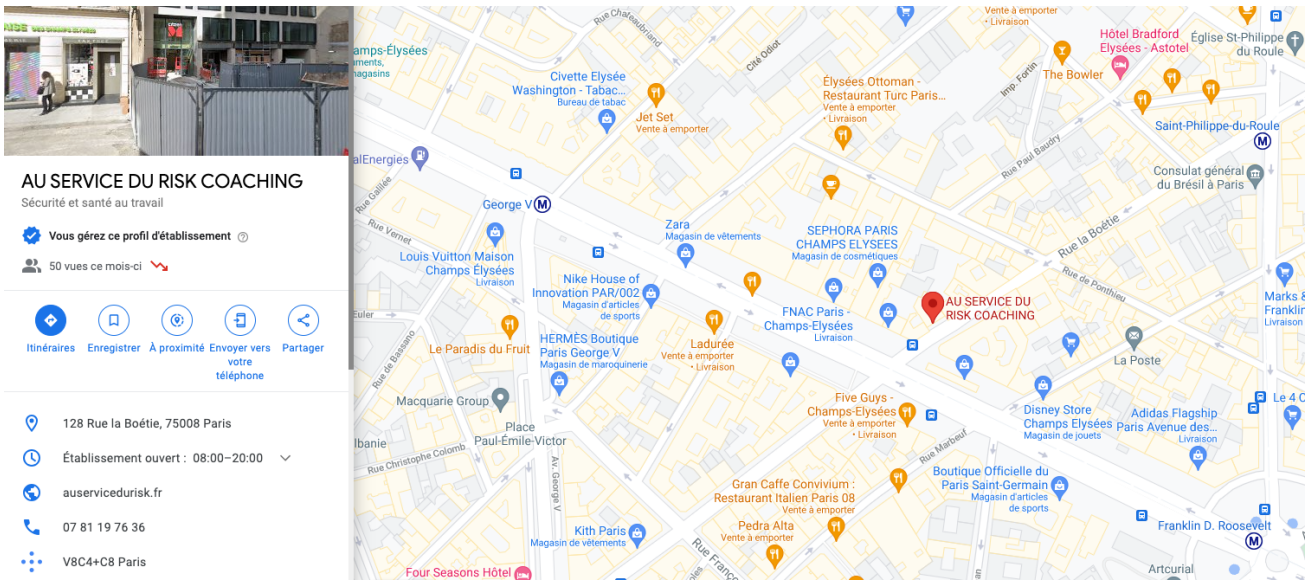 AU SERVICE DU RISK COACHING
Sécurité et santé au travail
Vous gérez ce profil d'établissement
50 vues ce mois-ci
Itinéraires
Enregistrer
À proximité
Envoyer vers
votre
téléphone
Partager
128 Rue la Boétie, 75008 Paris
Établissement ouvert : 08:00–20:00
auservicedurisk.fr
07 81 19 76 36
V8C4+C8 Paris
Rue Chateaubriand
Cité Odiot
Vente à emporter
• Livraison
Hôtel Bradford
Elysées - Astotel
Église St-Philippe
du Roule
The Bowler
Imp. Fortin
amps-Élysées
Civette Elysée
Washington - Tabac...
Bureau de tabac
Jet Set
Vente à emporter
Élysées Ottoman -
Restaurant Turc Paris...
Vente à emporter
• Livraison
Saint-Philippe-du-Roule
alEnergies
Rue Paul Baudry
Consulat général
du Brésil à Paris
Rue Galilée
George V
Rue Vernet
Zara
Magasin de vêtements
SEPHORA PARIS
CHAMPS ELYSEES
Magasin de cosmétiques
Rue la Boétie
Louis Vuitton Maison
Champs Élysées
Nike House of
Innovation PAR/002
Magasin d'articles
de sports
Rue de Ponthieu
AU SERVICE DU
RISK COACHING
Marks &
Franklin
Livraison
Euler
FNAC Paris -
Champs-Elysées
Livraison
Le Paradis du Fruit
HERMÈS Boutique
Paris George V
Magasin de maroquinerie
Ladurée
Vente à emporter
• Livraison
La Poste
Rue de Bassano
Macquarie Group
Five Guys -
Champs-Elysées
Vente à emporter
• Livraison
Disney Store
Champs Elysées
Magasin de jouets
Adidas Flagship
Paris Avenue des...
Livraison
Le 4
Place
Paul-Émile-Victor
Rue Marbeuf
Rue Christophe Colomb
Av. George V
Boutique Officielle du
Paris Saint-Germain
Magasin d'articles
de sports
Gran Caffe Convivium :
Restaurant Italien Paris 08
Vente à emporter
Kith Paris
Magasin de vêtements
Pedra Alta
Vente à emporter
Franklin D. Roosevelt
Four Seasons Hôtel
Artcurial